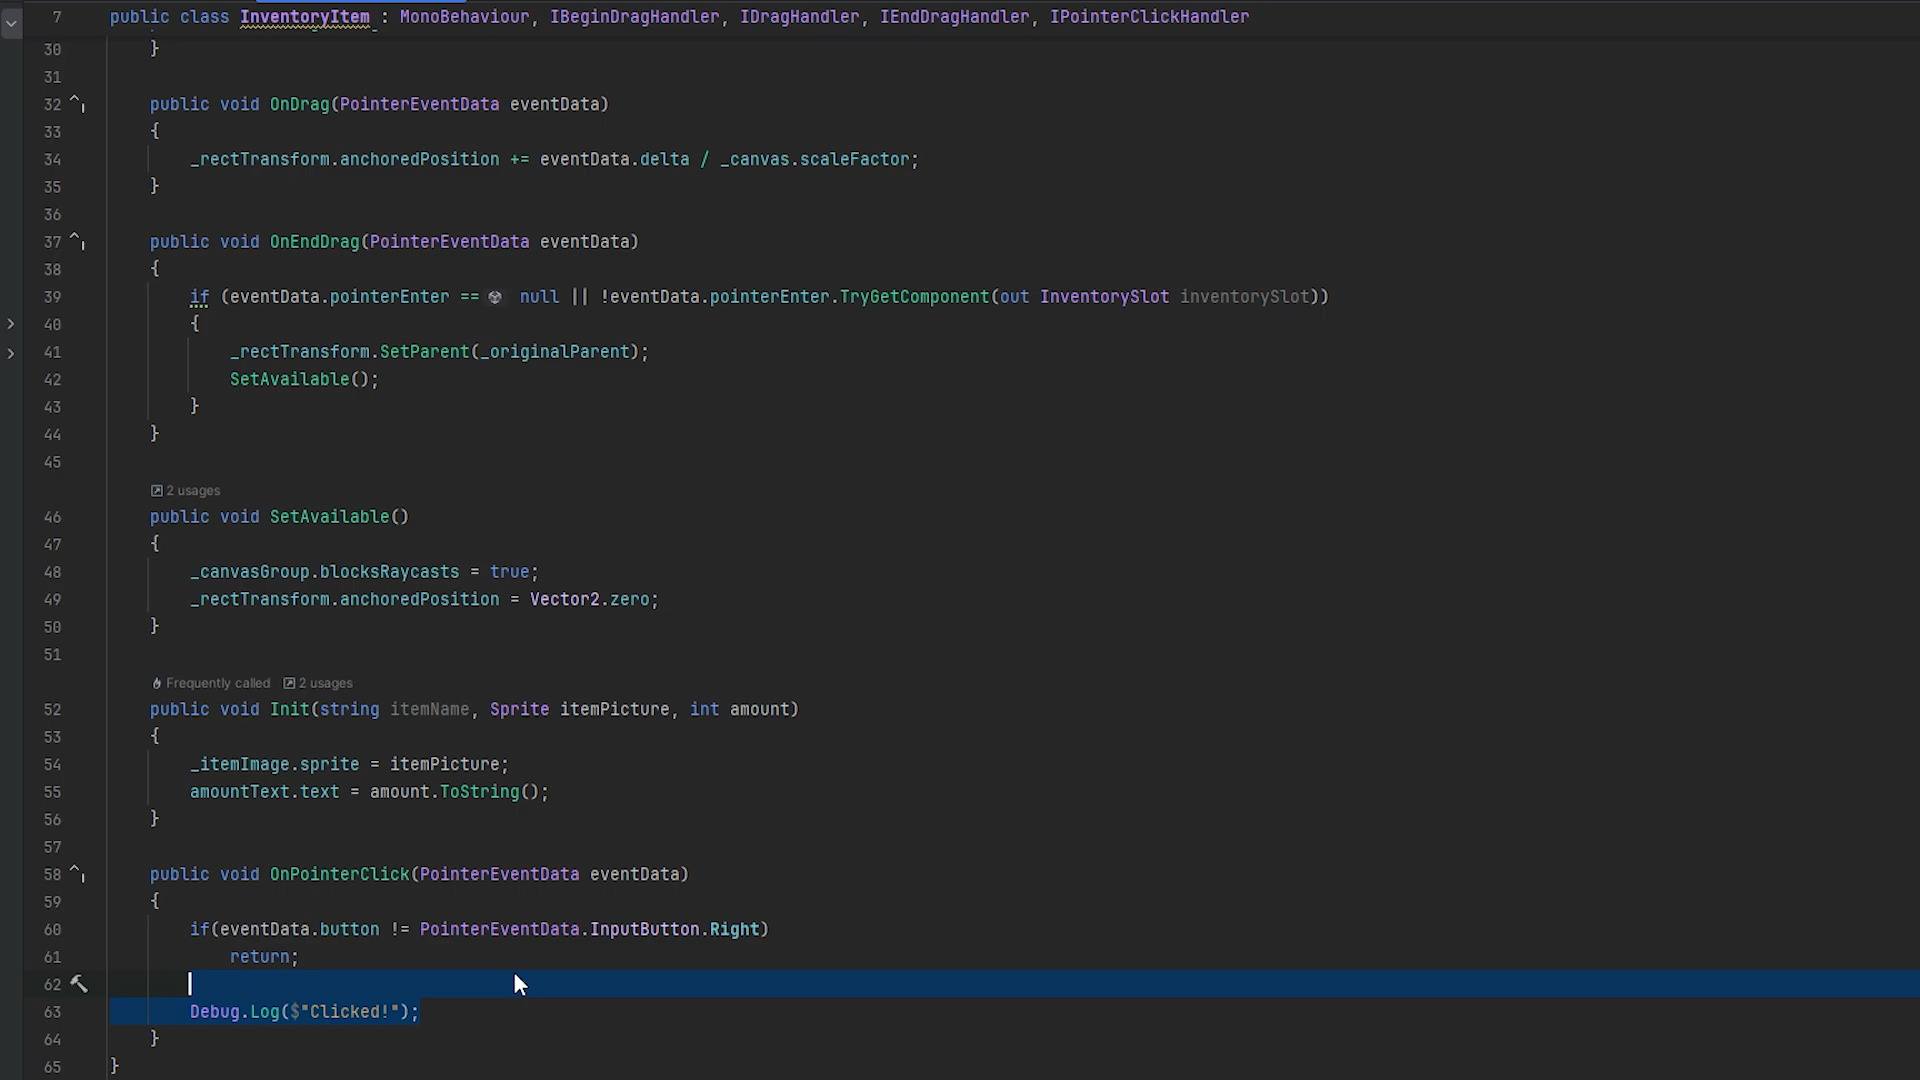 7 public class InventoryItem : MonoBehaviour, IBeginDragHandler, IDragHandler, IEndDragHandler, IPointerClickHandler
30 }
31
32 public void OnDrag(PointerEventData eventData)
33 {
34 _rectTransform.anchoredPosition += eventData.delta / _canvas.scaleFactor;
35 }
36
37 public void OnEndDrag(PointerEventData eventData)
38 {
39 if (eventData.pointerEnter == null || !eventData.pointerEnter.TryGetComponent(out InventorySlot inventorySlot))
40 {
41 _rectTransform.SetParent(_originalParent);
42 SetAvailable();
43 }
44 }
45
2 usages
46 public void SetAvailable()
47 {
48 _canvasGroup.blocksRaycasts = true;
49 _rectTransform.anchoredPosition = Vector2.zero;
50 }
51
Frequently called 2 usages
52 public void Init(string itemName, Sprite itemPicture, int amount)
53 {
54 _itemImage.sprite = itemPicture;
55 amountText.text = amount.ToString();
56 }
57
58 public void OnPointerClick(PointerEventData eventData)
59 {
60 if(eventData.button != PointerEventData.InputButton.Right)
61 return;
62
63 Debug.Log($"Clicked!");
64 }
65 }